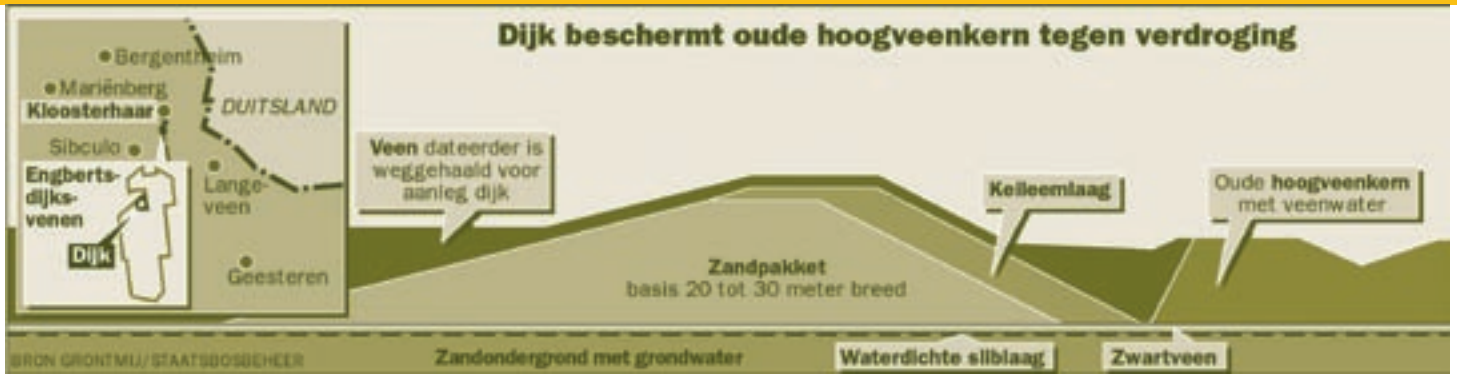 Dijk beschermt oude hoogveenkern tegen verdroging
Bergentheim
Mariënberg
Kloosterhaar
DUITSLAND
Sibculo
Engberts-
dijks-
venen
Lange-
veen
Dijk
Geesteren
Veen dateerder is
weggehaald voor
aanleg dijk
Keileemlaag
Oude hoogveenkern
met veenwater
Zandpakket
basis 20 tot 30 meter breed
BRON GRONTMIJ/STAATSBOSBEHEER
Zandondergrond met grondwater
Waterdichte sliblaag
Zwartveen